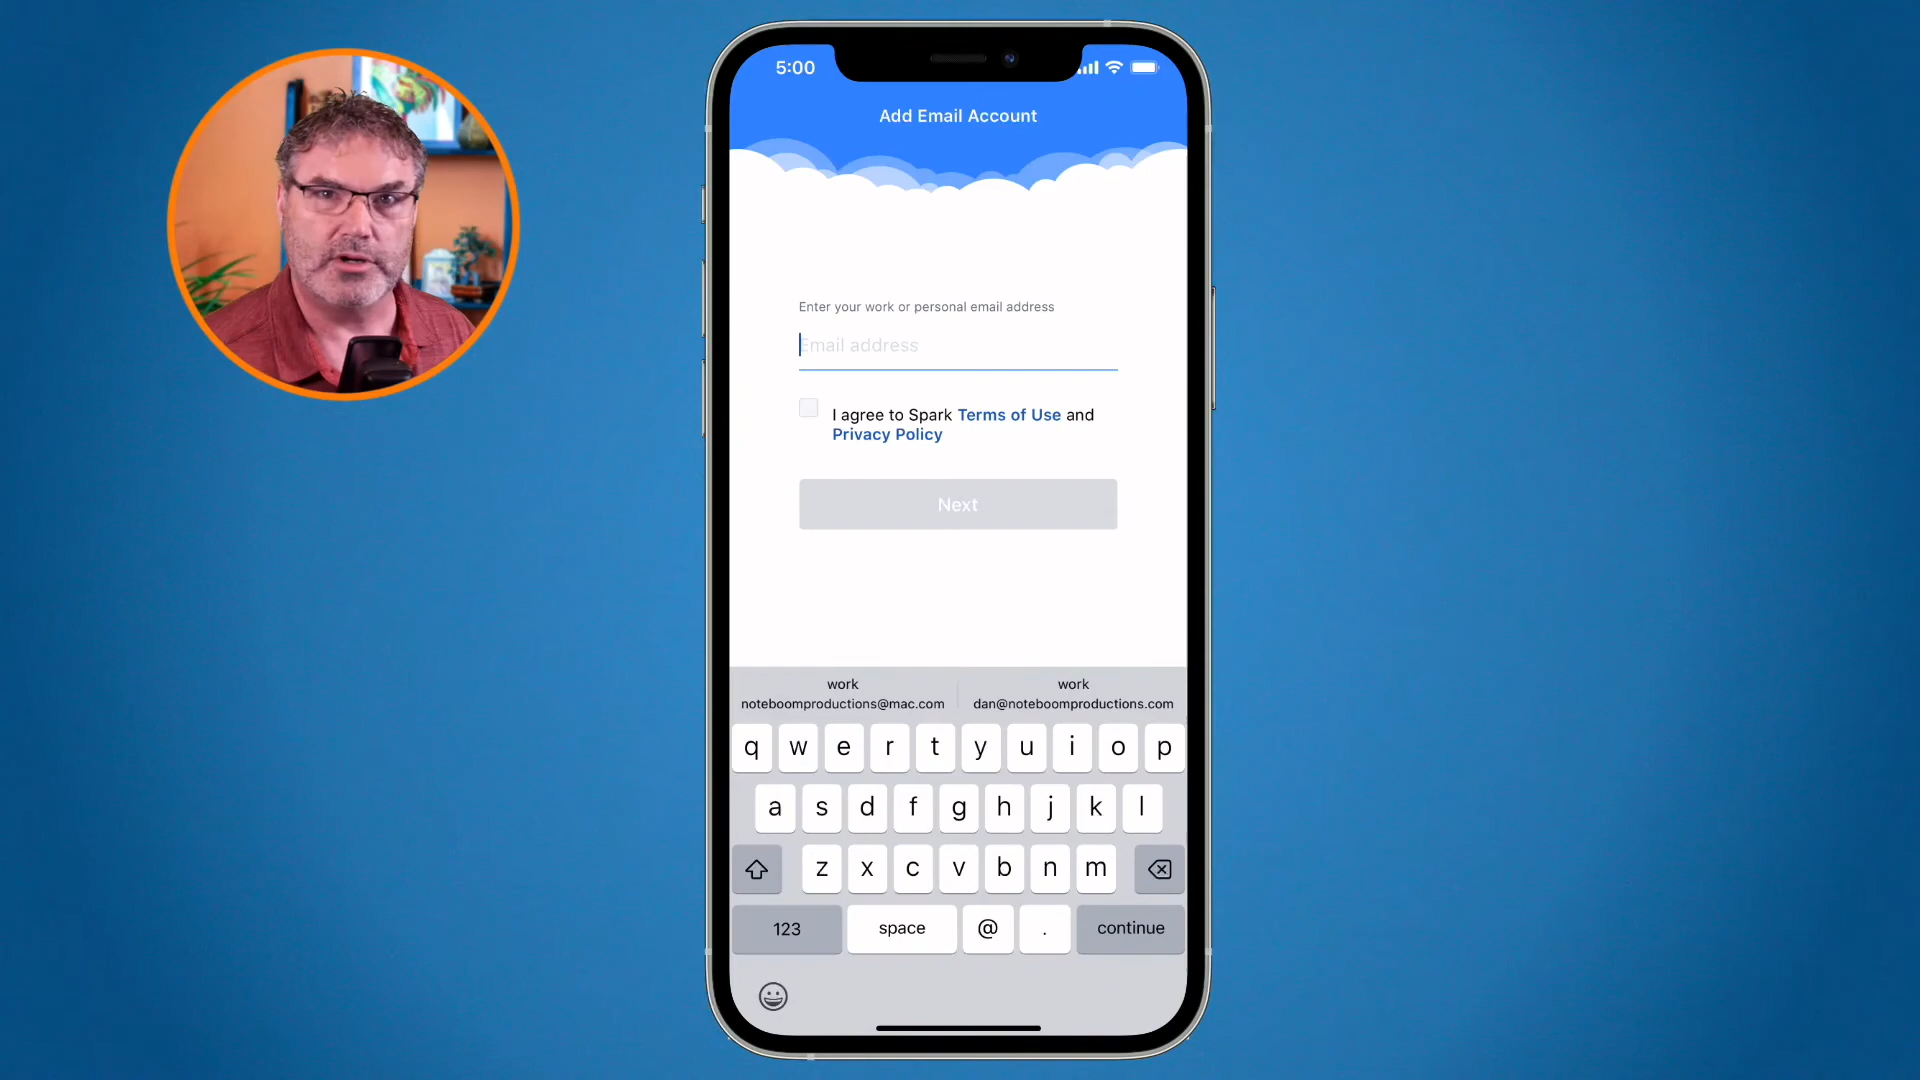 5:00
Add Email Account
Enter your work or personal email address
Email address
I agree to Spark Terms of Use and
Privacy Policy
Next
work
noteboomproductions@mac.com
work
dan@noteboomproductions.com
q w e r t y u i o p
a s d f g h j k l
z x c v b n m
123 space @ . continue